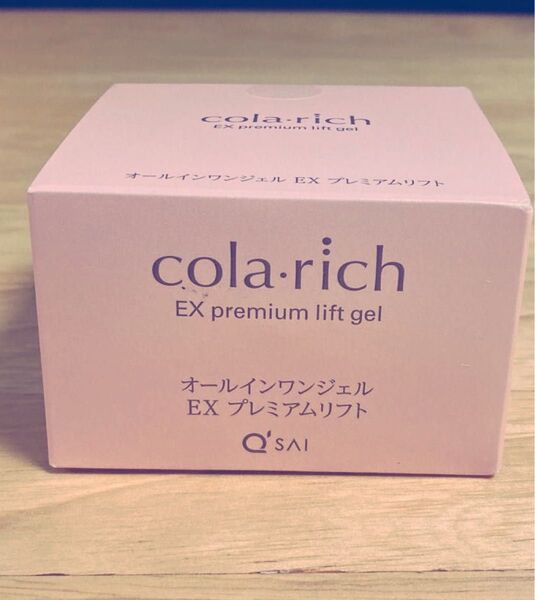 cola・rich
EX premium lift gel
オールインワンジェル EX プレミアムリフト
cola・rich
EX premium lift gel
オールインワンジェル
EX プレミアムリフト
Q'SAI